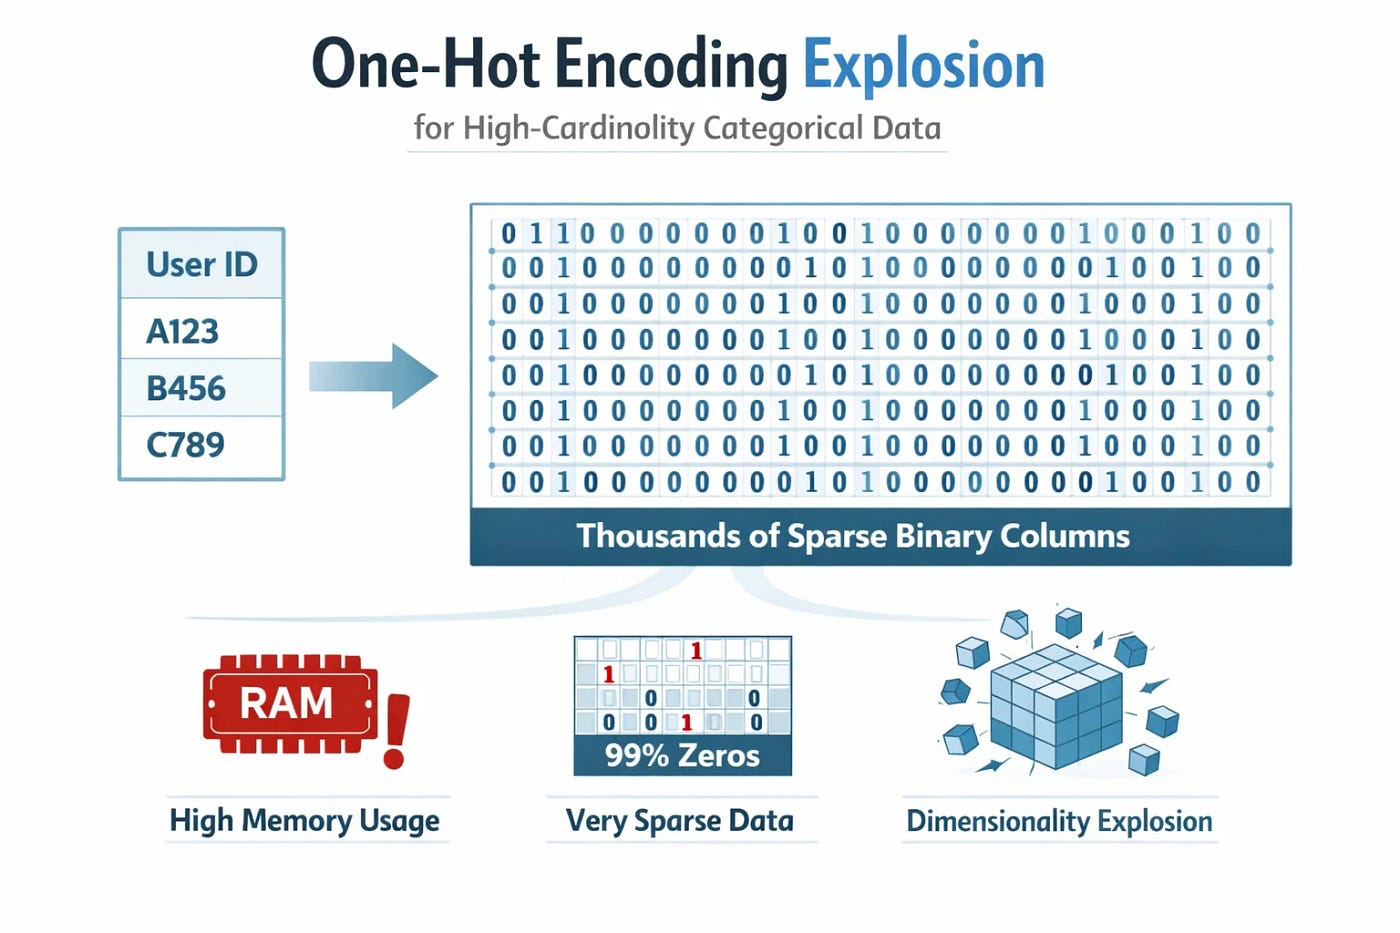 One-Hot Encoding Explosion
for High-Cardinolity Categorical Data
User ID
A123
B456
C789
0 1 1 0 0 0 0 0 0 0 1 0 0 1 0 0 0 0 0 0 0 1 0 0 0 1 0 0
0 0 1 0 0 0 0 0 0 0 0 1 0 1 0 0 0 0 0 0 0 0 1 0 0 1 0 0
0 0 1 0 0 0 0 0 0 0 1 0 0 1 0 0 0 0 0 0 0 1 0 0 0 1 0 0
0 0 1 0 0 0 0 0 0 0 1 0 0 1 0 0 0 0 0 0 0 1 0 0 0 1 0 0
0 0 1 0 0 0 0 0 0 0 0 1 0 1 0 0 0 0 0 0 0 0 1 0 0 1 0 0
0 0 1 0 0 0 0 0 0 0 1 0 0 1 0 0 0 0 0 0 0 1 0 0 0 1 0 0
0 0 1 0 0 0 0 0 0 0 1 0 0 1 0 0 0 0 0 0 0 1 0 0 0 1 0 0
0 0 1 0 0 0 0 0 0 0 0 1 0 1 0 0 0 0 0 0 0 0 1 0 0 1 0 0
Thousands of Sparse Binary Columns
RAM!
High Memory Usage
1
1
0 0
0 0 1 0
99% Zeros
Very Sparse Data
Dimensionality Explosion